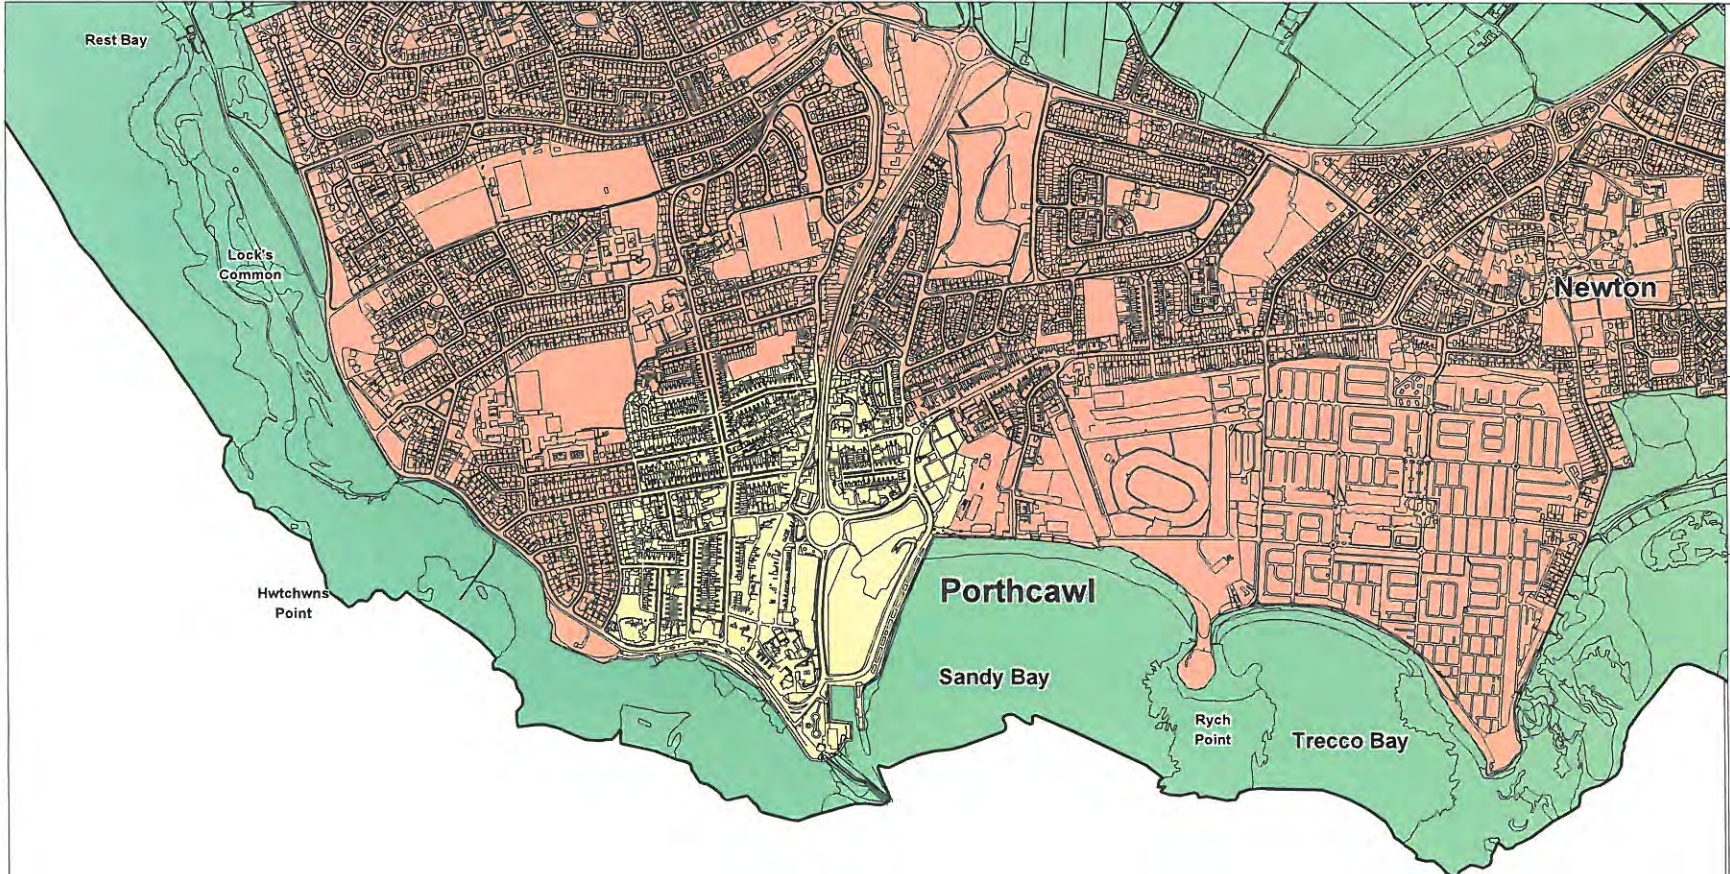 Rest Bay
Lock's
Common
Newton
Hwtchwns
Point
Porthcawl
Sandy Bay
Rych
Point
Trecco Bay